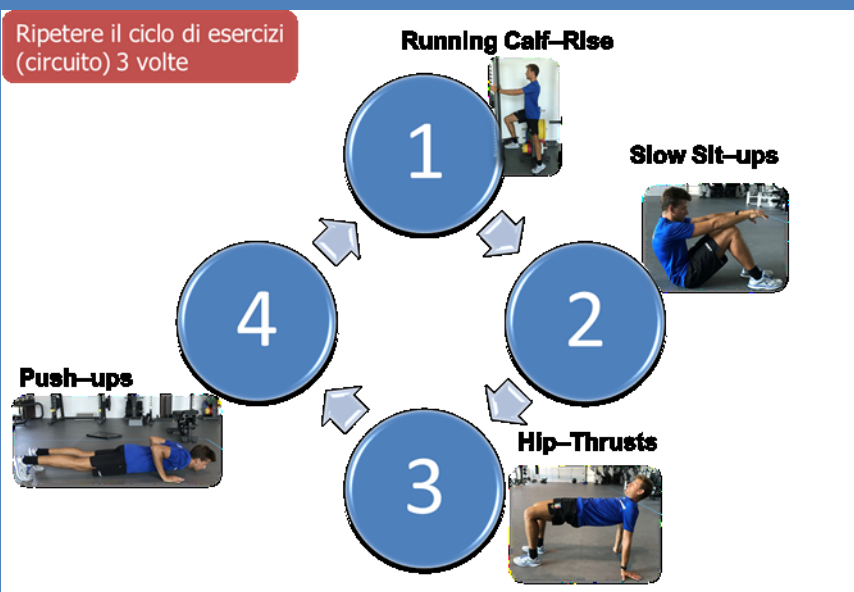 Ripetere il ciclo di esercizi
(circuito) 3 volte
Running Calf–Rise
1
Slow Sit–ups
2
Hip–Thrusts
3
Push–ups
4